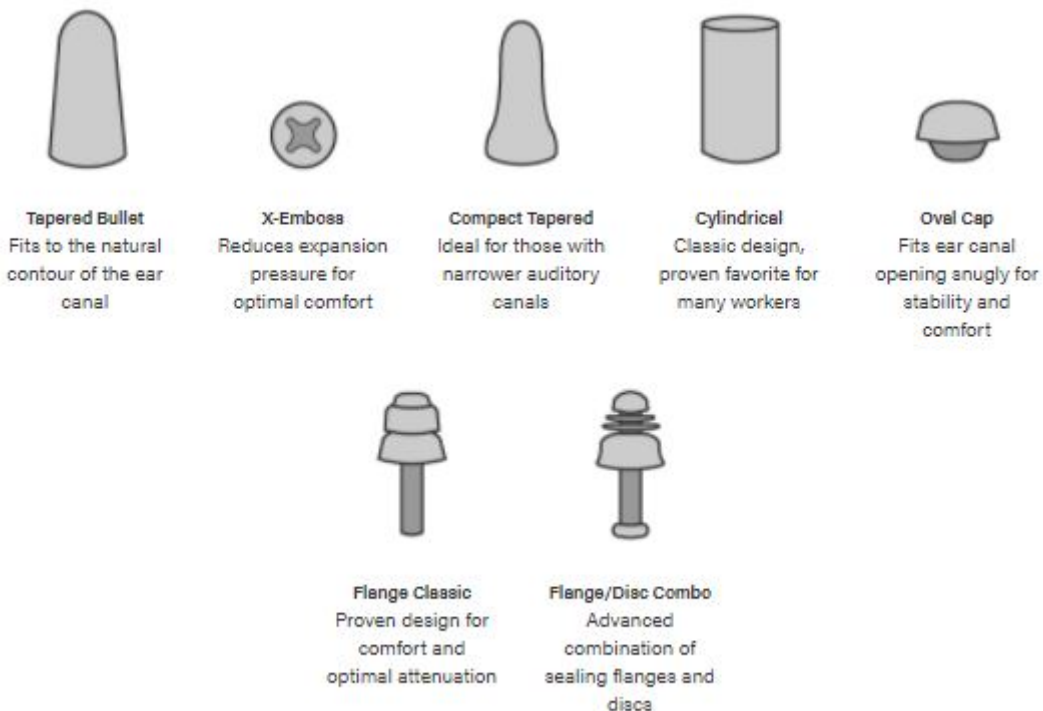 Tapered Bullet
Fits to the natural
contour of the ear
canal
X-Emboss
Reduces expansion
pressure for
optimal comfort
Compact Tapered
Ideal for those with
narrower auditory
canals
Cylindrical
Classic design,
proven favorite for
many workers
Oval Cap
Fits ear canal
opening snugly for
stability and
comfort
Flange Classic
Proven design for
comfort and
optimal attenuation
Flange/Disc Combo
Advanced
combination of
sealing flanges and
discs